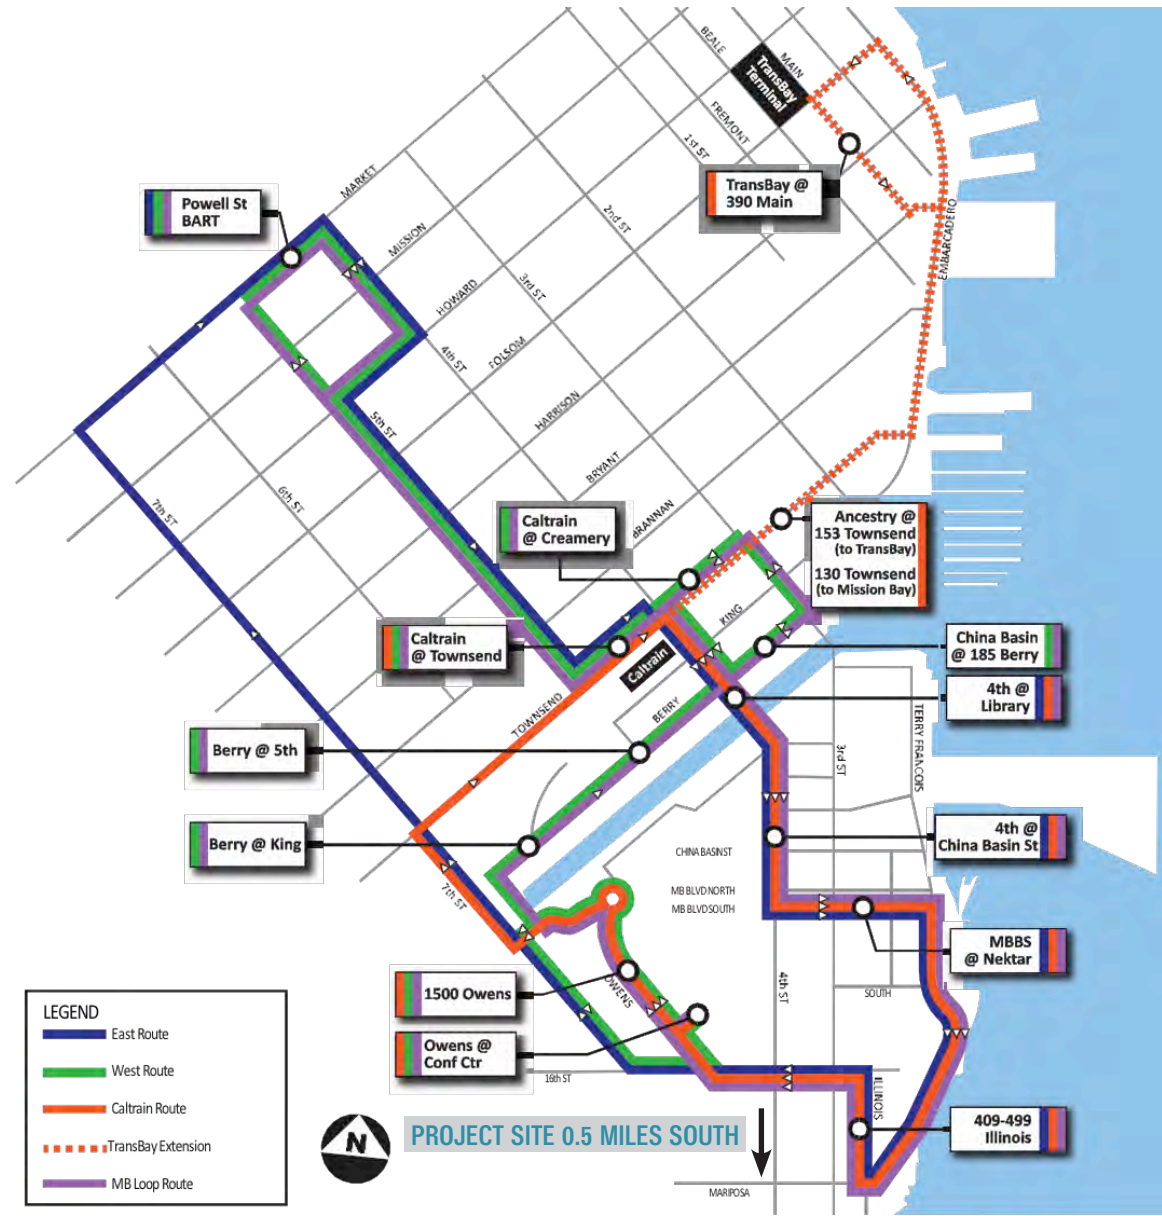 BEALE
MAIN
TransBay
Terminal
FREMONT
1st ST
MARKET
TransBay @
390 Main
Powell St
BART
MISSION
2nd ST
EMBARCADERO
HOWARD
3rd ST
4th ST
FOLSOM
HARRISON
5th ST
BRYANT
6th ST
7th ST
BRANNAN
Caltrain
@ Creamery
Ancestry @
153 Townsend
(to TransBay)
130 Townsend
(to Mission Bay)
KING
Caltrain
@ Townsend
Caltrain
China Basin
@ 185 Berry
4th @
Library
TOWNSEND
BERRY
TERRY FRANCOIS
3rd ST
Berry @ 5th
Berry @ King
4th @
China Basin St
CHINA BASIN ST
MB BLVD NORTH
MB BLVD SOUTH
7th ST
MBBS
@ Nektar
1500 Owens
OWENS
4th ST
SOUTH
Owens @
Conf Ctr
16th ST
ILLINOIS
409-499
Illinois
LEGEND
East Route
West Route
Caltrain Route
TransBay Extension
MB Loop Route
N
PROJECT SITE 0.5 MILES SOUTH
MARIPOSA